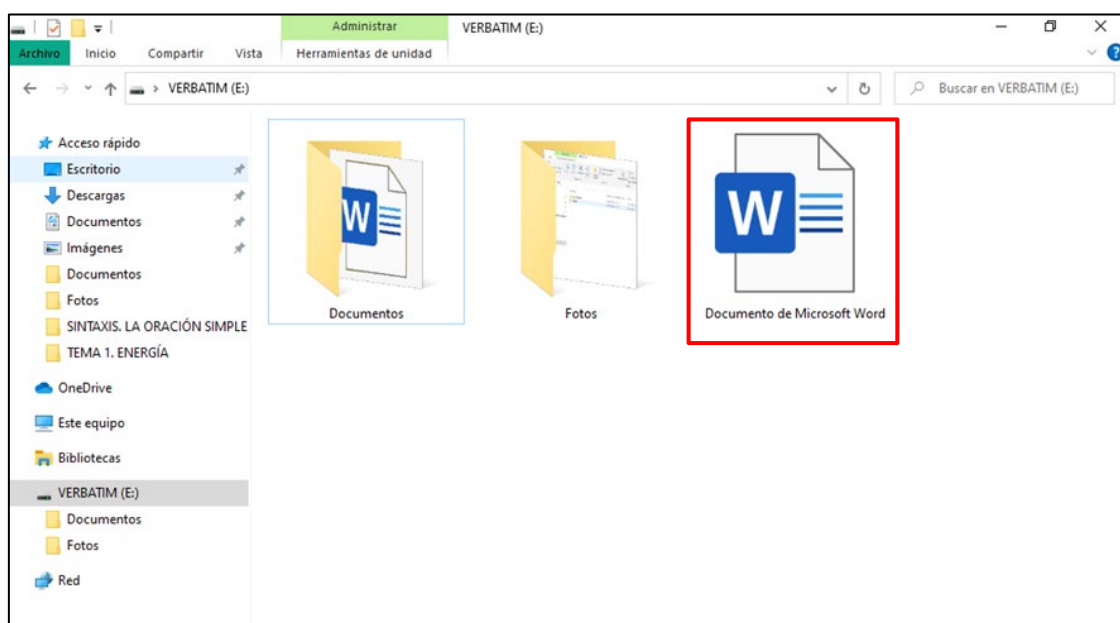 Administrar
VERBATIM (E:)
Archivo
Inicio
Compartir
Vista
Herramientas de unidad
VERBATIM (E:)
Buscar en VERBATIM (E:)
Acceso rápido
Escritorio
Descargas
Documentos
Imágenes
Documentos
Fotos
SINTAXIS. LA ORACIÓN SIMPLE
TEMA 1. ENERGÍA
OneDrive
Este equipo
Bibliotecas
VERBATIM (E:)
Documentos
Fotos
Red
W
Documentos
Fotos
W
Documento de Microsoft Word